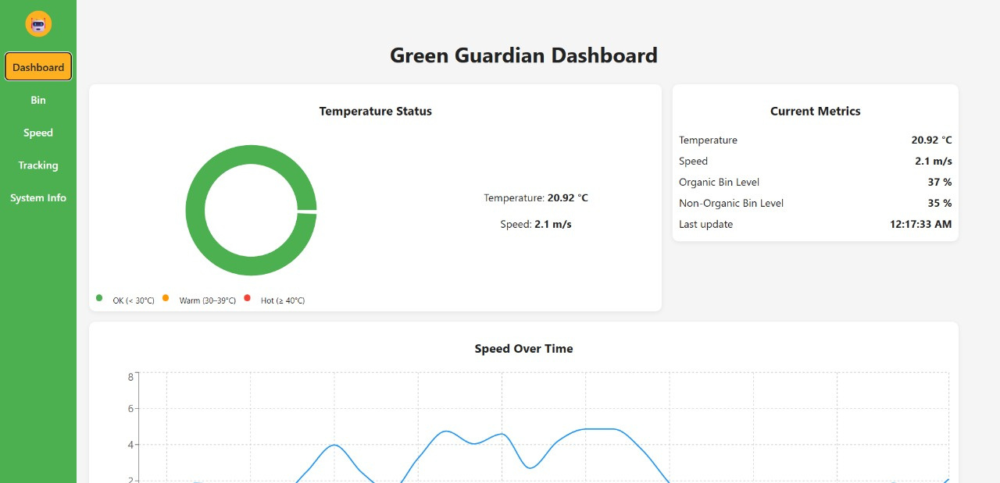 Green Guardian Dashboard
Dashboard
Bin
Speed
Tracking
System Info
Temperature Status
Temperature: 20.92 °C
Speed: 2.1 m/s
OK (< 30°C) Warm (30–39°C) Hot (≥ 40°C)
Current Metrics
Temperature 20.92 °C
Speed 2.1 m/s
Organic Bin Level 37 %
Non-Organic Bin Level 35 %
Last update 12:17:33 AM
Speed Over Time
8
6
4
2